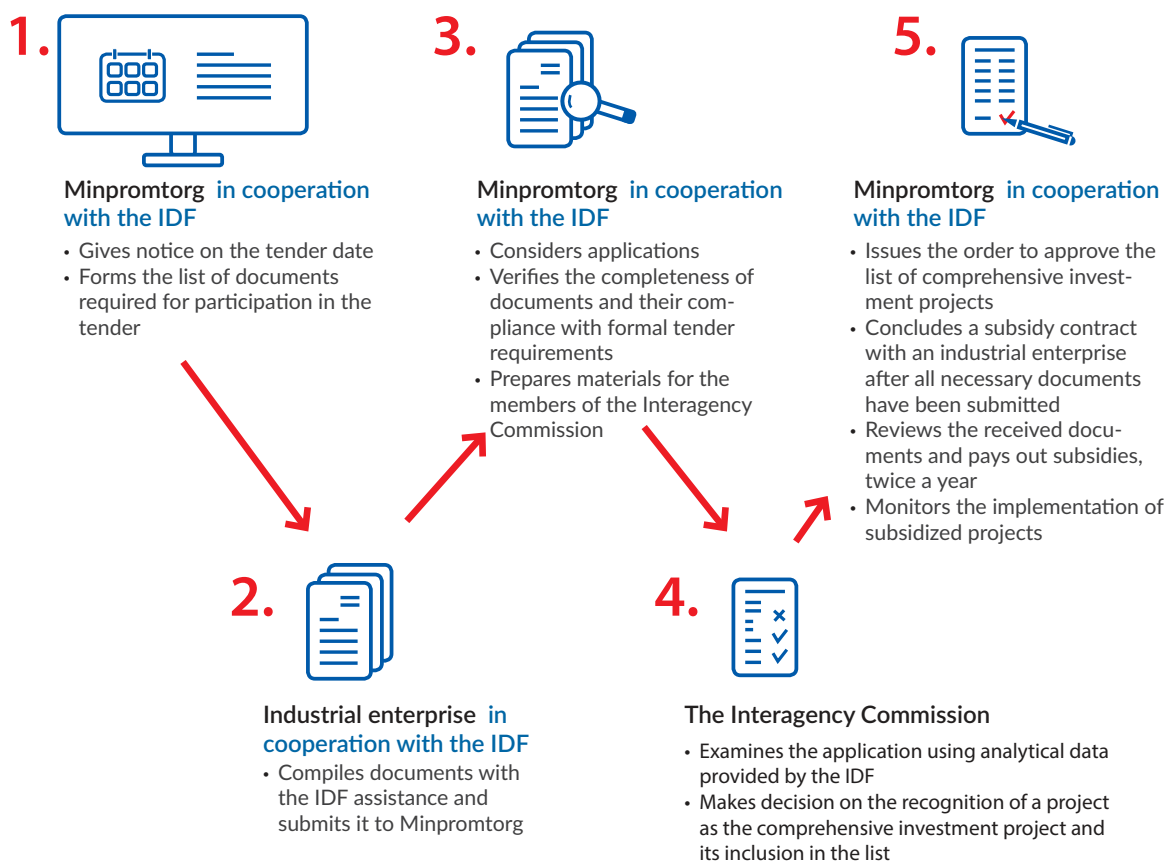 1.
Minpromtorg in cooperation
with the IDF
• Gives notice on the tender date
• Forms the list of documents
required for participation in the
tender
2.
Industrial enterprise in
cooperation with the IDF
• Compiles documents with
the IDF assistance and
submits it to Minpromtorg
3.
Minpromtorg in cooperation
with the IDF
• Considers applications
• Verifies the completeness of
documents and their com-
pliance with formal tender
requirements
• Prepares materials for the
members of the Interagency
Commission
4.
The Interagency Commission
• Examines the application using analytical data
provided by the IDF
• Makes decision on the recognition of a project
as the comprehensive investment project and
its inclusion in the list
5.
Minpromtorg in cooperation
with the IDF
• Issues the order to approve the
list of comprehensive invest-
ment projects
• Concludes a subsidy contract
with an industrial enterprise
after all necessary documents
have been submitted
• Reviews the received docu-
ments and pays out subsidies,
twice a year
• Monitors the implementation of
subsidized projects